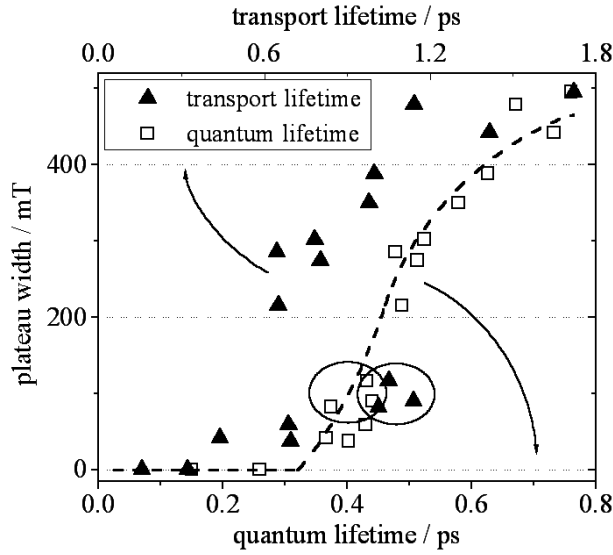 transport lifetime / ps
0.0 0.6 1.2 1.8
transport lifetime
quantum lifetime
plateau width / mT
400
200
0
0.0 0.2 0.4 0.6 0.8
quantum lifetime / ps